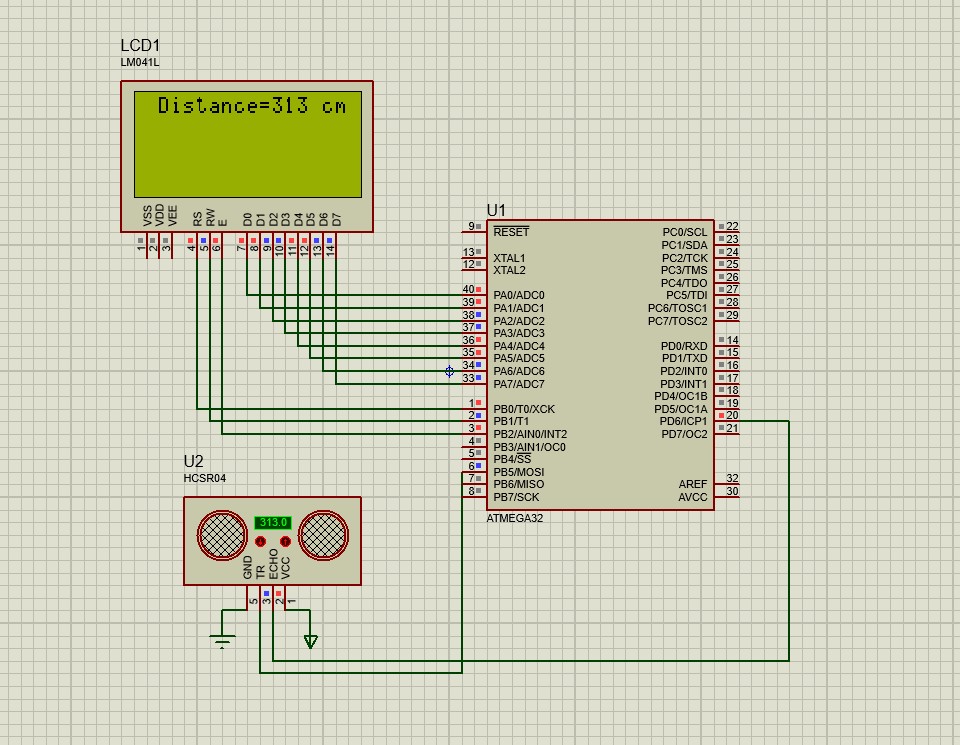 LCD1
LM041L
Distance=313 cm
VSS VDD VEE RS RW E D0 D1 D2 D3 D4 D5 D6 D7
1 2 3 4 5 6 7 8 9 10 11 12 13 14
U1
9 RESET PC0/SCL 22
PC1/SDA 23
13 XTAL1 PC2/TCK 24
12 XTAL2 PC3/TMS 25
PC4/TDO 26
40 PA0/ADC0 PC5/TDI 27
39 PA1/ADC1 PC6/TOSC1 28
38 PA2/ADC2 PC7/TOSC2 29
37 PA3/ADC3
36 PA4/ADC4 PD0/RXD 14
35 PA5/ADC5 PD1/TXD 15
34 PA6/ADC6 PD2/INT0 16
33 PA7/ADC7 PD3/INT1 17
PD4/OC1B 18
1 PB0/T0/XCK PD5/OC1A 19
2 PB1/T1 PD6/ICP1 20
3 PB2/AIN0/INT2 PD7/OC2 21
4 PB3/AIN1/OC0
5 PB4/SS
6 PB5/MOSI
7 PB6/MISO AREF 32
8 PB7/SCK AVCC 30
ATMEGA32
U2
HCSR04
313.0
GND TR ECHO VCC
5 3 2 1